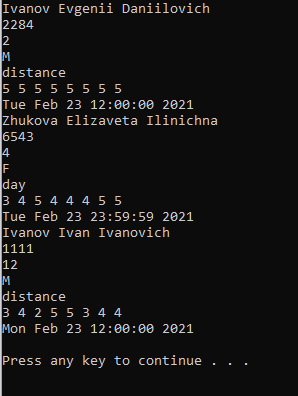 Ivanov Evgenii Daniilovich
2284
2
M
distance
5 5 5 5 5 5 5 5
Tue Feb 23 12:00:00 2021
Zhukova Elizaveta Ilinichna
6543
4
F
day
3 4 5 4 4 4 5 5
Tue Feb 23 23:59:59 2021
Ivanov Ivan Ivanovich
1111
12
M
distance
3 4 2 5 5 3 4 4
Mon Feb 23 12:00:00 2021
Press any key to continue . . .